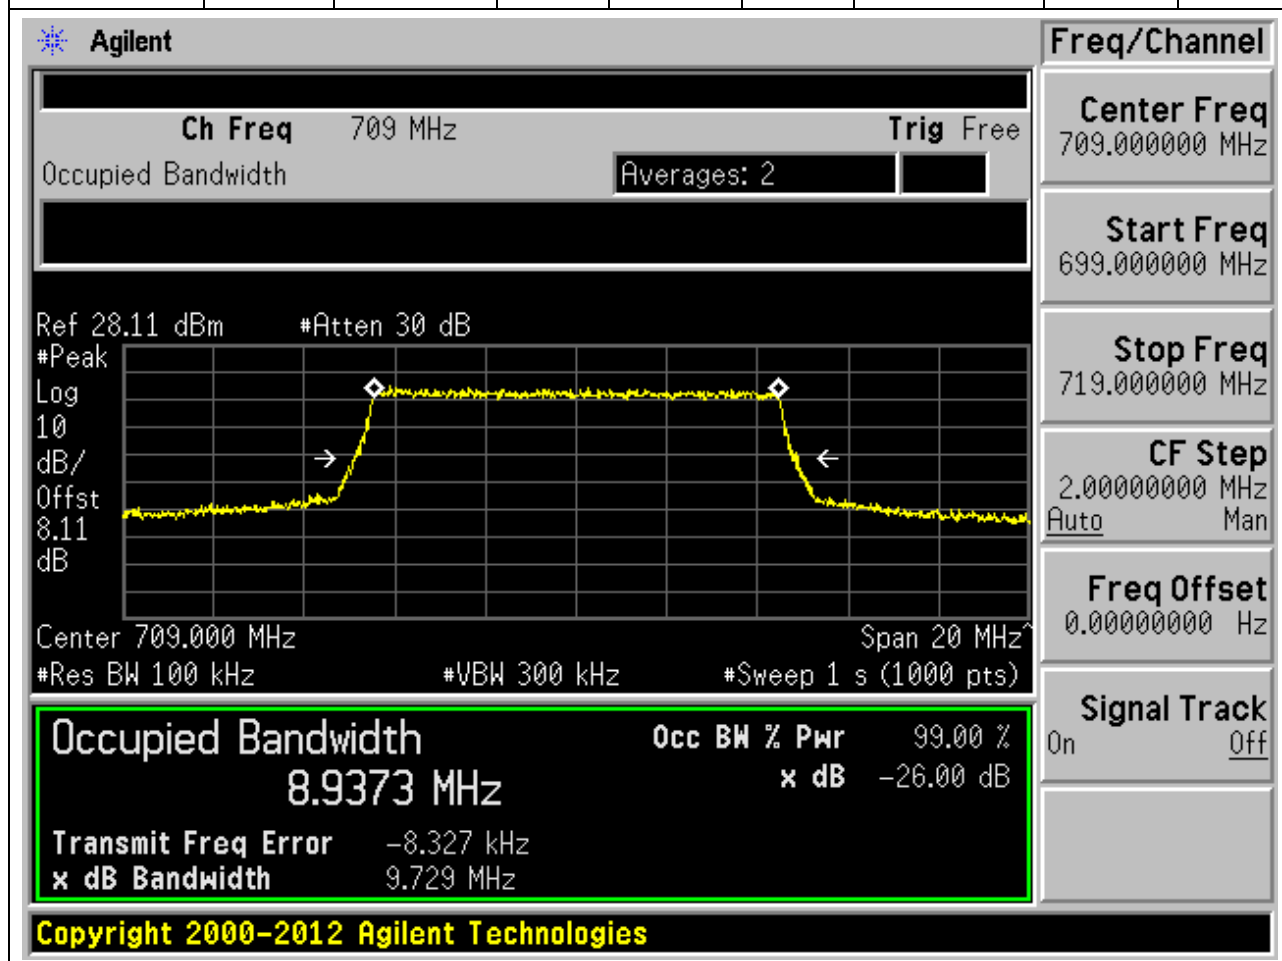 Agilent
Freq/Channel
Ch Freq 709 MHz Trig Free
Occupied Bandwidth Averages: 2
Center Freq
709.000000 MHz
Start Freq
699.000000 MHz
Stop Freq
719.000000 MHz
CF Step
2.00000000 MHz
Auto Man
Freq Offset
0.00000000 Hz
Signal Track
On Off
Ref 28.11 dBm #Atten 30 dB
#Peak
Log
10
dB/
Offst
8.11
dB
Center 709.000 MHz Span 20 MHz^
#Res BW 100 kHz #VBW 300 kHz #Sweep 1 s (1000 pts)
Occupied Bandwidth Occ BW % Pwr 99.00 %
8.9373 MHz x dB -26.00 dB
Transmit Freq Error -8.327 kHz
x dB Bandwidth 9.729 MHz
Copyright 2000-2012 Agilent Technologies